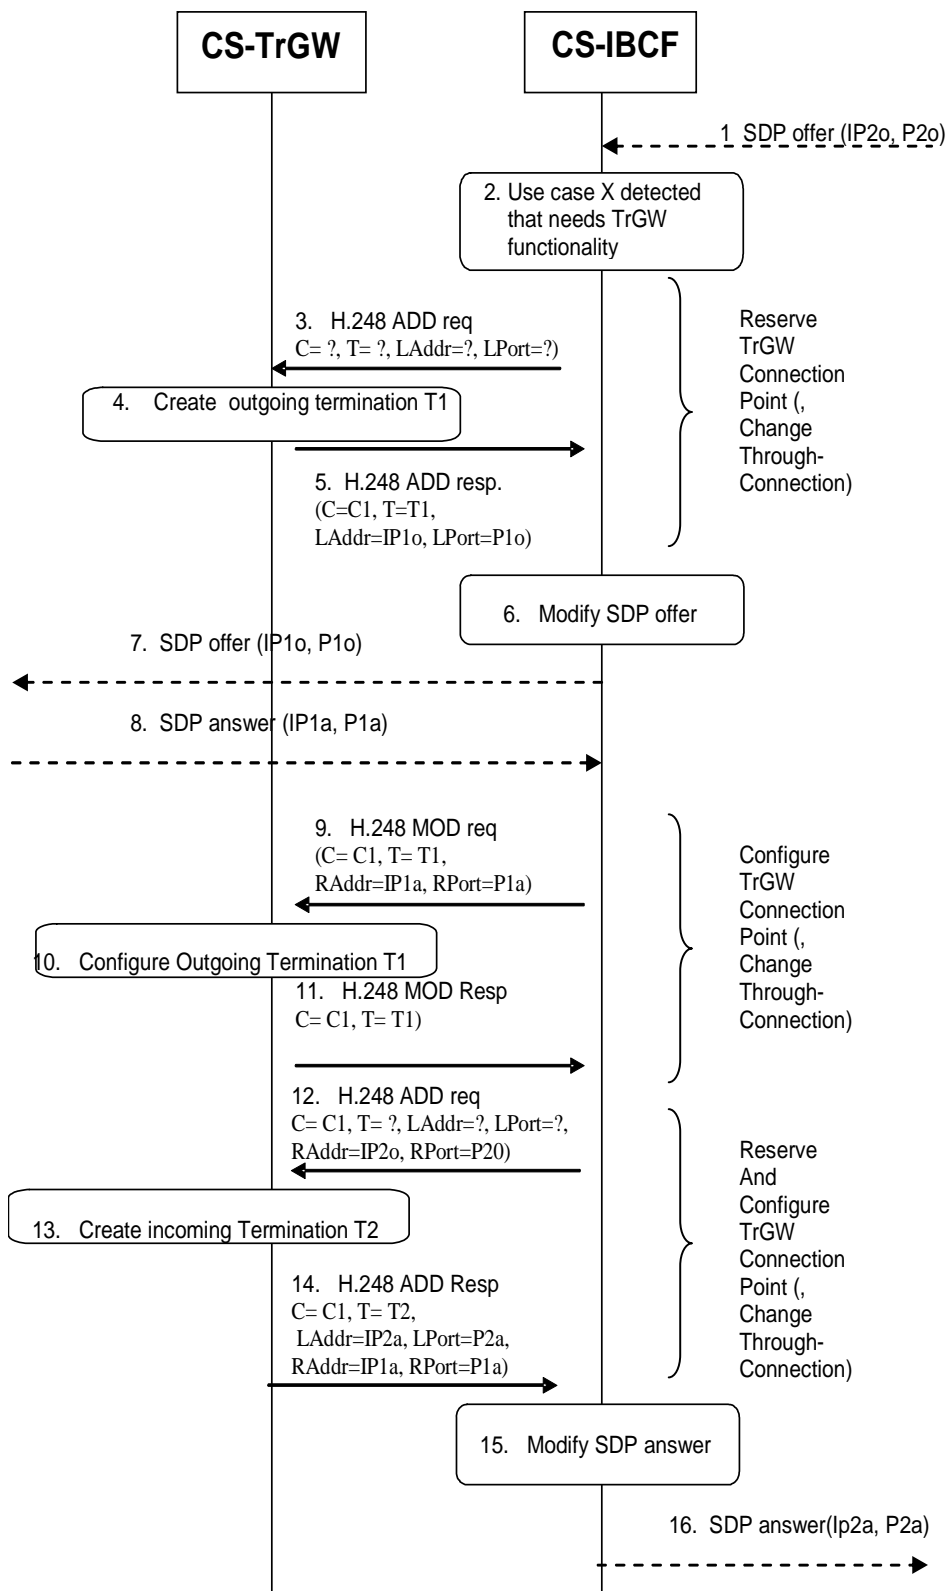 CS-TrGW
CS-IBCF
1 SDP offer (IP2o, P2o)
2. Use case X detected
that needs TrGW
functionality
3. H.248 ADD req
C= ?, T= ?, LAddr=?, LPort=?)
Reserve
TrGW
Connection
Point (,
Change
Through-
Connection)
4. Create outgoing termination T1
5. H.248 ADD resp.
(C=C1, T=T1,
LAddr=IP1o, LPort=P1o)
6. Modify SDP offer
7. SDP offer (IP1o, P1o)
8. SDP answer (IP1a, P1a)
9. H.248 MOD req
(C= C1, T= T1,
RAddr=IP1a, RPort=P1a)
Configure
TrGW
Connection
Point (,
Change
Through-
Connection)
10. Configure Outgoing Termination T1
11. H.248 MOD Resp
C= C1, T= T1)
12. H.248 ADD req
C= C1, T= ?, LAddr=?, LPort=?,
RAddr=IP2o, RPort=P20)
Reserve
And
Configure
TrGW
Connection
Point (,
Change
Through-
Connection)
13. Create incoming Termination T2
14. H.248 ADD Resp
C= C1, T= T2,
LAddr=IP2a, LPort=P2a,
RAddr=IP1a, RPort=P1a)
15. Modify SDP answer
16. SDP answer(Ip2a, P2a)